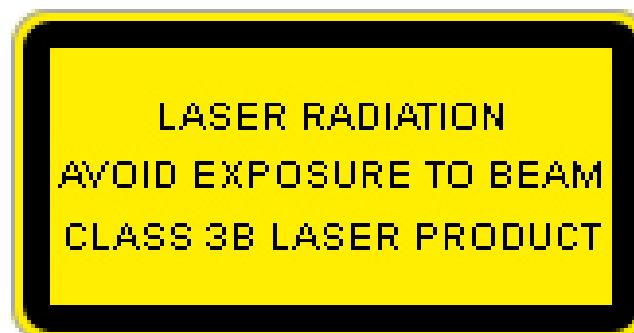 LASER RADIATION
AVOID EXPOSURE TO BEAM
CLASS 3B LASER PRODUCT